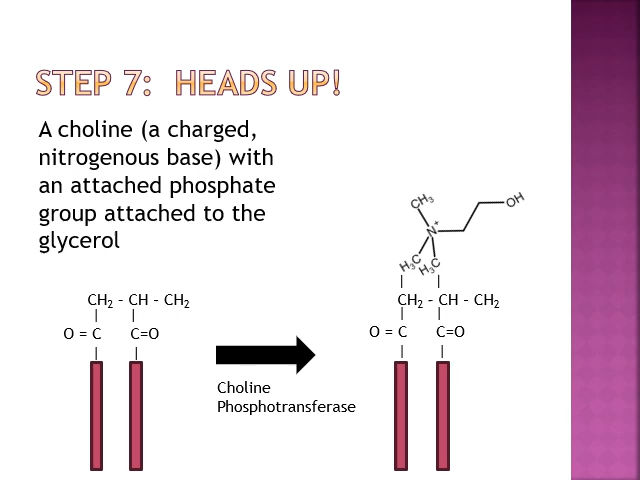 STEP 7: HEADS UP!
A choline (a charged,
nitrogenous base) with
an attached phosphate
group attached to the
glycerol
CH₃
OH
N⁺
H₃C
H₃C
CH₂ – CH – CH₂
O = C C=O
Choline
Phosphotransferase
CH₂ – CH – CH₂
O = C C=O